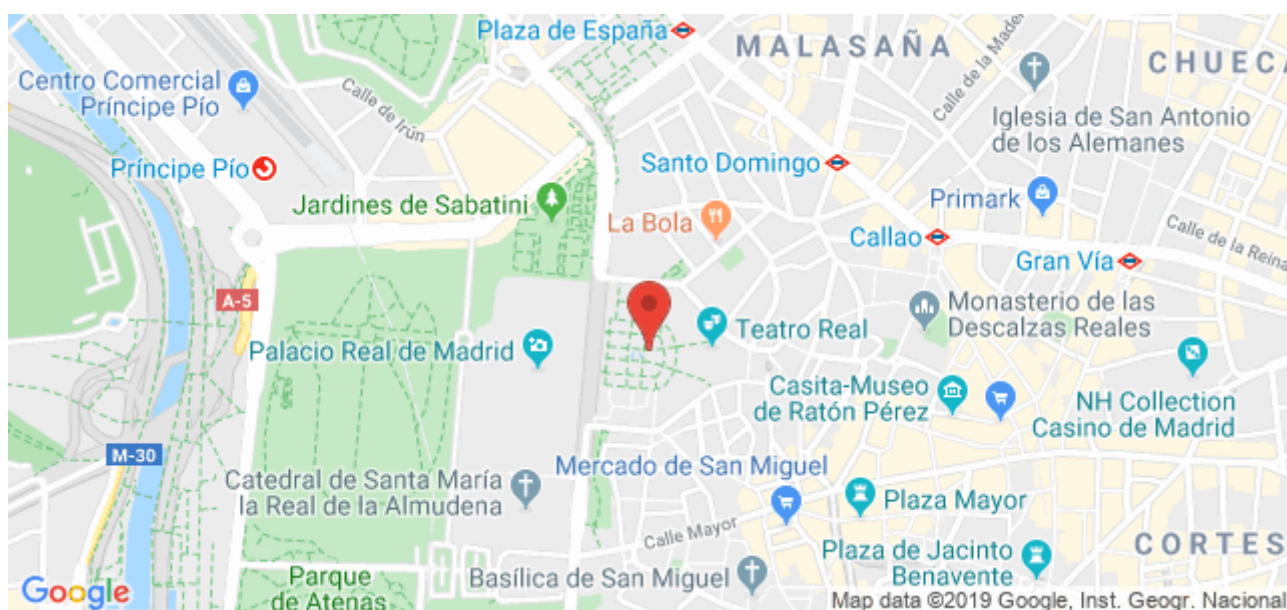 Plaza de España
MALASAÑA
Calle de la Mader
CHUECA
Centro Comercial
Príncipe Pío
Calle de Irún
Iglesia de San Antonio
de los Alemanes
Príncipe Pío
Santo Domingo
Jardines de Sabatini
La Bola
Primark
Callao
Calle de la Reina
Gran Vía
A-5
Monasterio de las
Descalzas Reales
Palacio Real de Madrid
Teatro Real
Casita-Museo
de Ratón Pérez
NH Collection
Casino de Madrid
M-30
Catedral de Santa María
la Real de la Almudena
Mercado de San Miguel
Plaza Mayor
Calle Mayor
Plaza de Jacinto
Benavente
CORTES
Basílica de San Miguel
Parque
de Atenas
Google
Map data ©2019 Google, Inst. Geogr. Nacional